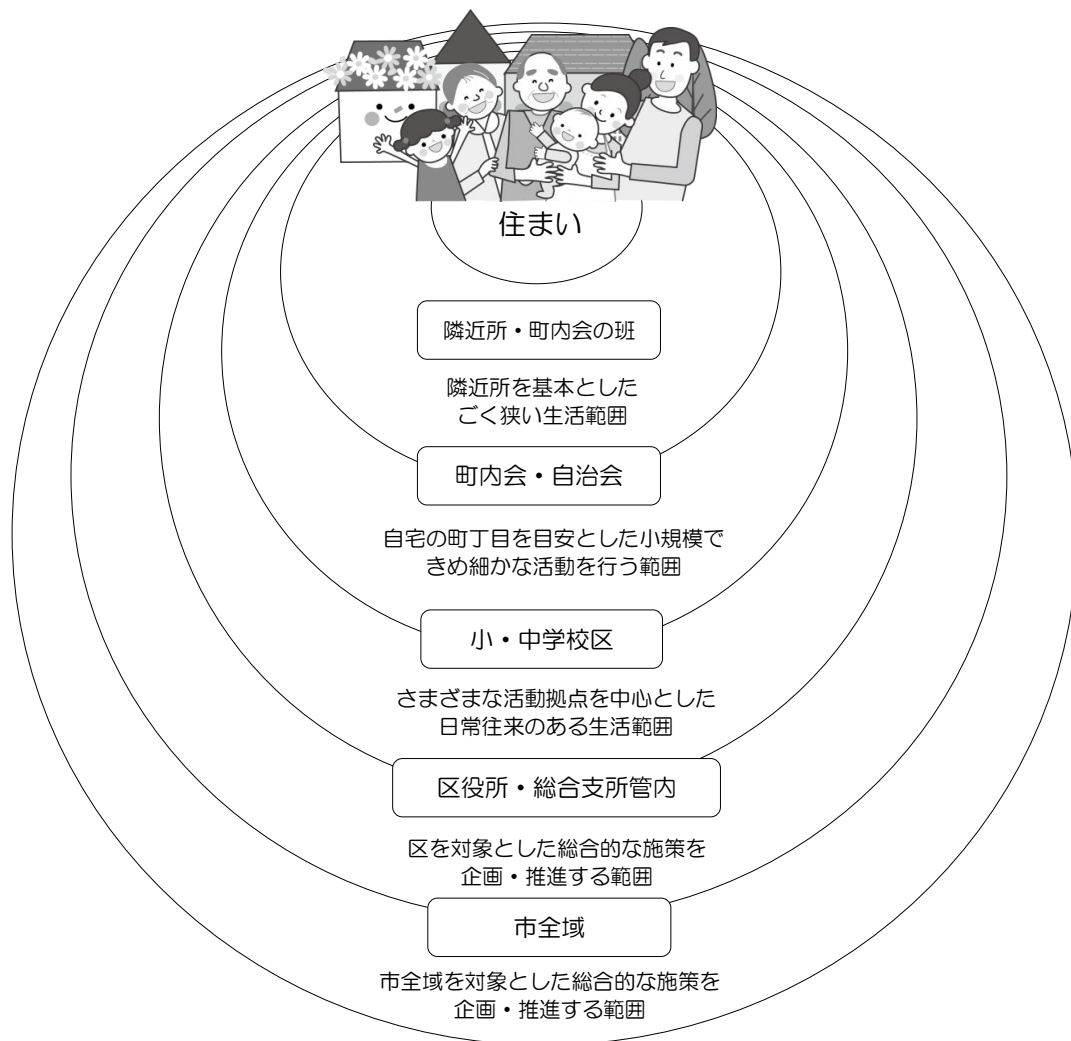 住まい
隣近所・町内会の班
隣近所を基本とした
ごく狭い生活範囲
町内会・自治会
自宅の町丁目を目安とした小規模で
きめ細かな活動を行う範囲
小・中学校区
さまざまな活動拠点を中心とした
日常往来のある生活範囲
区役所・総合支所管内
区を対象とした総合的な施策を
企画・推進する範囲
市全域
市全域を対象とした総合的な施策を
企画・推進する範囲